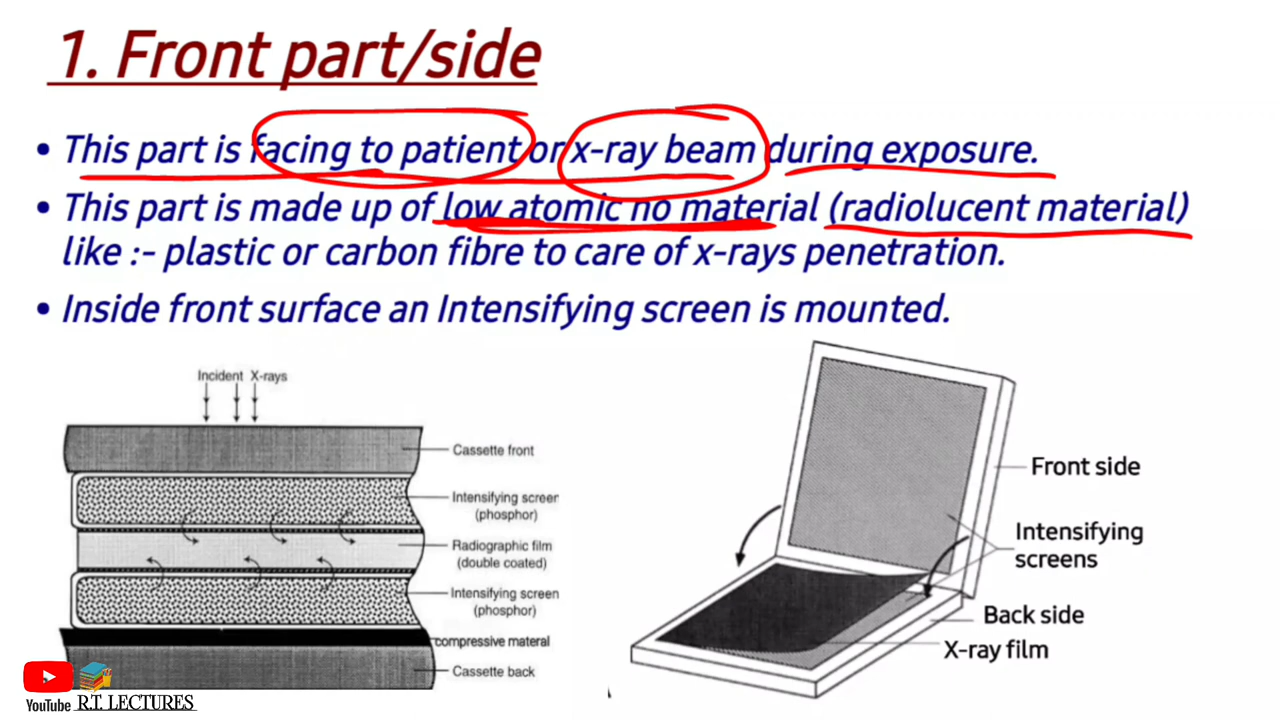 1. Front part/side
• This part is facing to patient or x-ray beam during exposure.
• This part is made up of low atomic no material (radiolucent material)
like :- plastic or carbon fibre to care of x-rays penetration.
• Inside front surface an Intensifying screen is mounted.
Incident X-rays
Cassette front
Intensifying screen
(phosphor)
Radiographic film
(double coated)
Intensifying screen
(phosphor)
compressive materal
Cassette back
Front side
Intensifying
screens
Back side
X-ray film
YouTube R.T. LECTURES